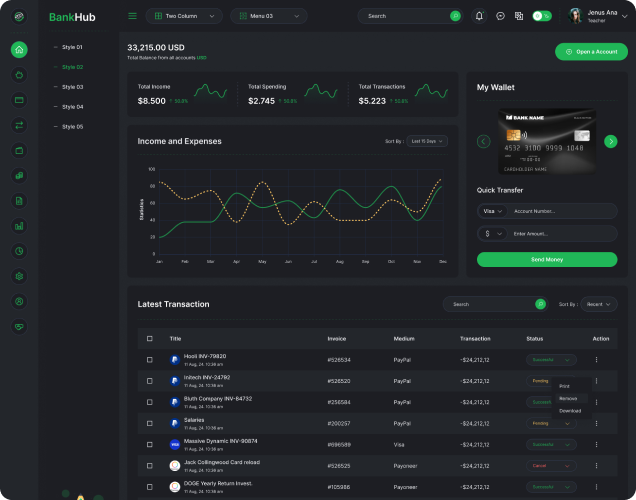 BankHub
Two Column
Menu 03
Search
Jenus Ana
Teacher
Style 01
Style 02
Style 03
Style 04
Style 05
33,215.00 USD
Total Balance from all accounts USD
Open a Account
Total Income
$8.500 ↑ 50.8%
Total Spending
$2.745 ↑ 50.8%
Total Transactions
$5.223 ↑ 50.8%
My Wallet
BANK NAME
4532 3100 9999 1048
CARDHOLDER NAME
Income and Expenses
Sort By : Last 15 Days
Statistics
100
80
60
40
20
0
Jan Feb Mar Apr May Jun Jul Aug Sep Oct Nov Dec
Quick Transfer
Visa Account Number...
$ Enter Amount...
Send Money
Latest Transaction
Search
Sort By : Recent
Title Invoice Medium Transaction Status Action
Hooli INV-79820
11 Aug, 24. 10:36 am
#526534 PayPal -$24,212,12 Successful
Initech INV-24792
11 Aug, 24. 10:36 am
#526520 PayPal -$24,212,12 Pending
Print
Remove
Download
Bluth Company INV-84732
11 Aug, 24. 10:36 am
#256584 PayPal -$24,212,12
Salaries
11 Aug, 24. 10:36 am
#200257 PayPal -$24,212,12 Pending
Massive Dynamic INV-90874
11 Aug, 24. 10:36 am
#696589 Visa -$24,212,12 Successful
Jack Collingwood Card reload
11 Aug, 24. 10:36 am
#526525 Payoneer -$24,212,12 Cancel
DOGE Yearly Return Invest.
11 Aug, 24. 10:36 am
#105986 Payoneer -$24,212,12 Successful